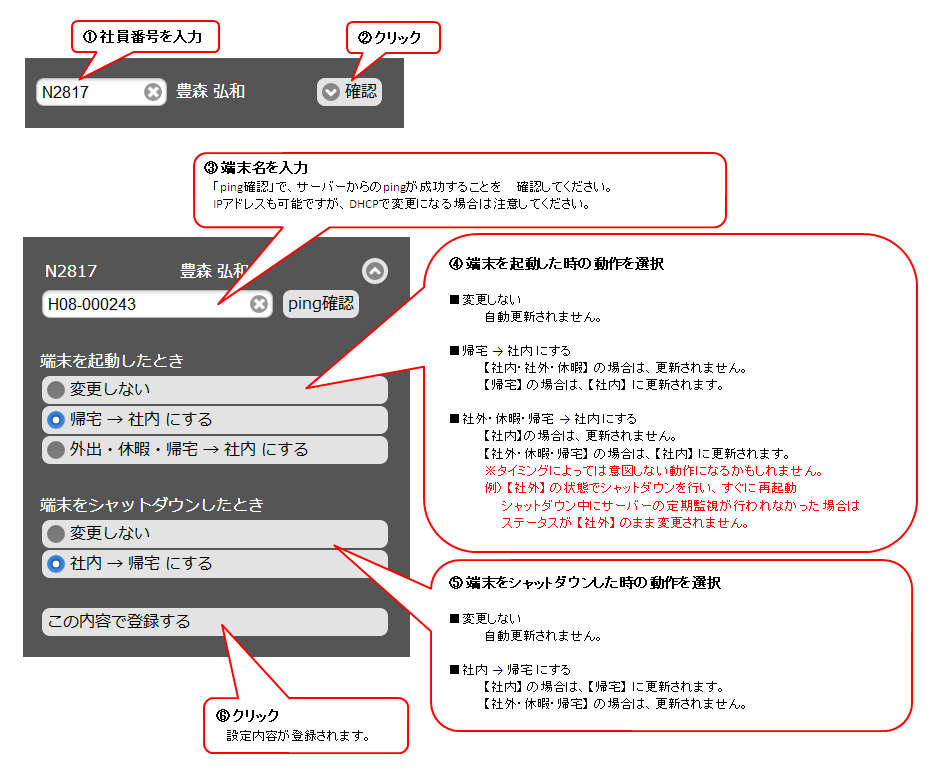 ①社員番号を入力
②クリック
N2817 豊森 弘和 確認
③端末名を入力
「ping確認」で、サーバーからのpingが成功することを 確認してください。
IPアドレスも可能ですが、DHCPで変更になる場合は注意してください。
N2817 豊森 弘和
H08-000243 ping確認
端末を起動したとき
変更しない
帰宅 → 社内 にする
外出・休暇・帰宅 → 社内 にする
端末をシャットダウンしたとき
変更しない
社内 → 帰宅 にする
この内容で登録する
④端末を起動した時の動作を選択
■変更しない
自動更新されません。
■帰宅 → 社内にする
【社内・社外・休暇】の場合は、更新されません。
【帰宅】の場合は、【社内】に更新されます。
■社外・休暇・帰宅 → 社内にする
【社内】の場合は、更新されません。
【社外・休暇・帰宅】の場合は、【社内】に更新されます。
※タイミングによっては意図しない動作になるかもしれません。
例）【社外】の状態でシャットダウンを行い、すぐに再起動
シャットダウン中にサーバーの定期監視が行われなかった場合は
ステータスが【社外】のまま変更されません。
⑤端末をシャットダウンした時の動作を選択
■変更しない
自動更新されません。
■社内 → 帰宅にする
【社内】の場合は、【帰宅】に更新されます。
【社外・休暇・帰宅】の場合は、更新されません。
⑥クリック
設定内容が登録されます。